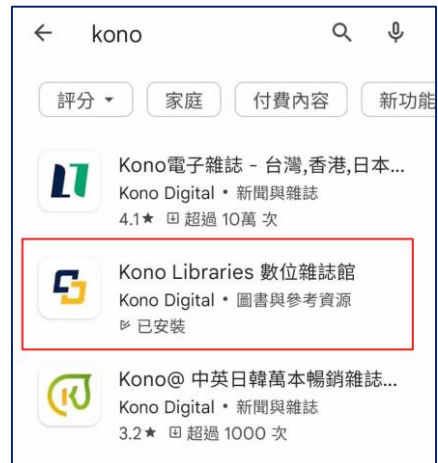 kono
評分 家庭 付費內容 新功能
Kono電子雜誌 - 台灣,香港,日本...
Kono Digital • 新聞與雜誌
4.1★ 超過 10萬 次
Kono Libraries 數位雜誌館
Kono Digital • 圖書與參考資源
已安裝
Kono@ 中英日韓萬本暢銷雜誌...
Kono Digital • 新聞與雜誌
3.2★ 超過 1000 次